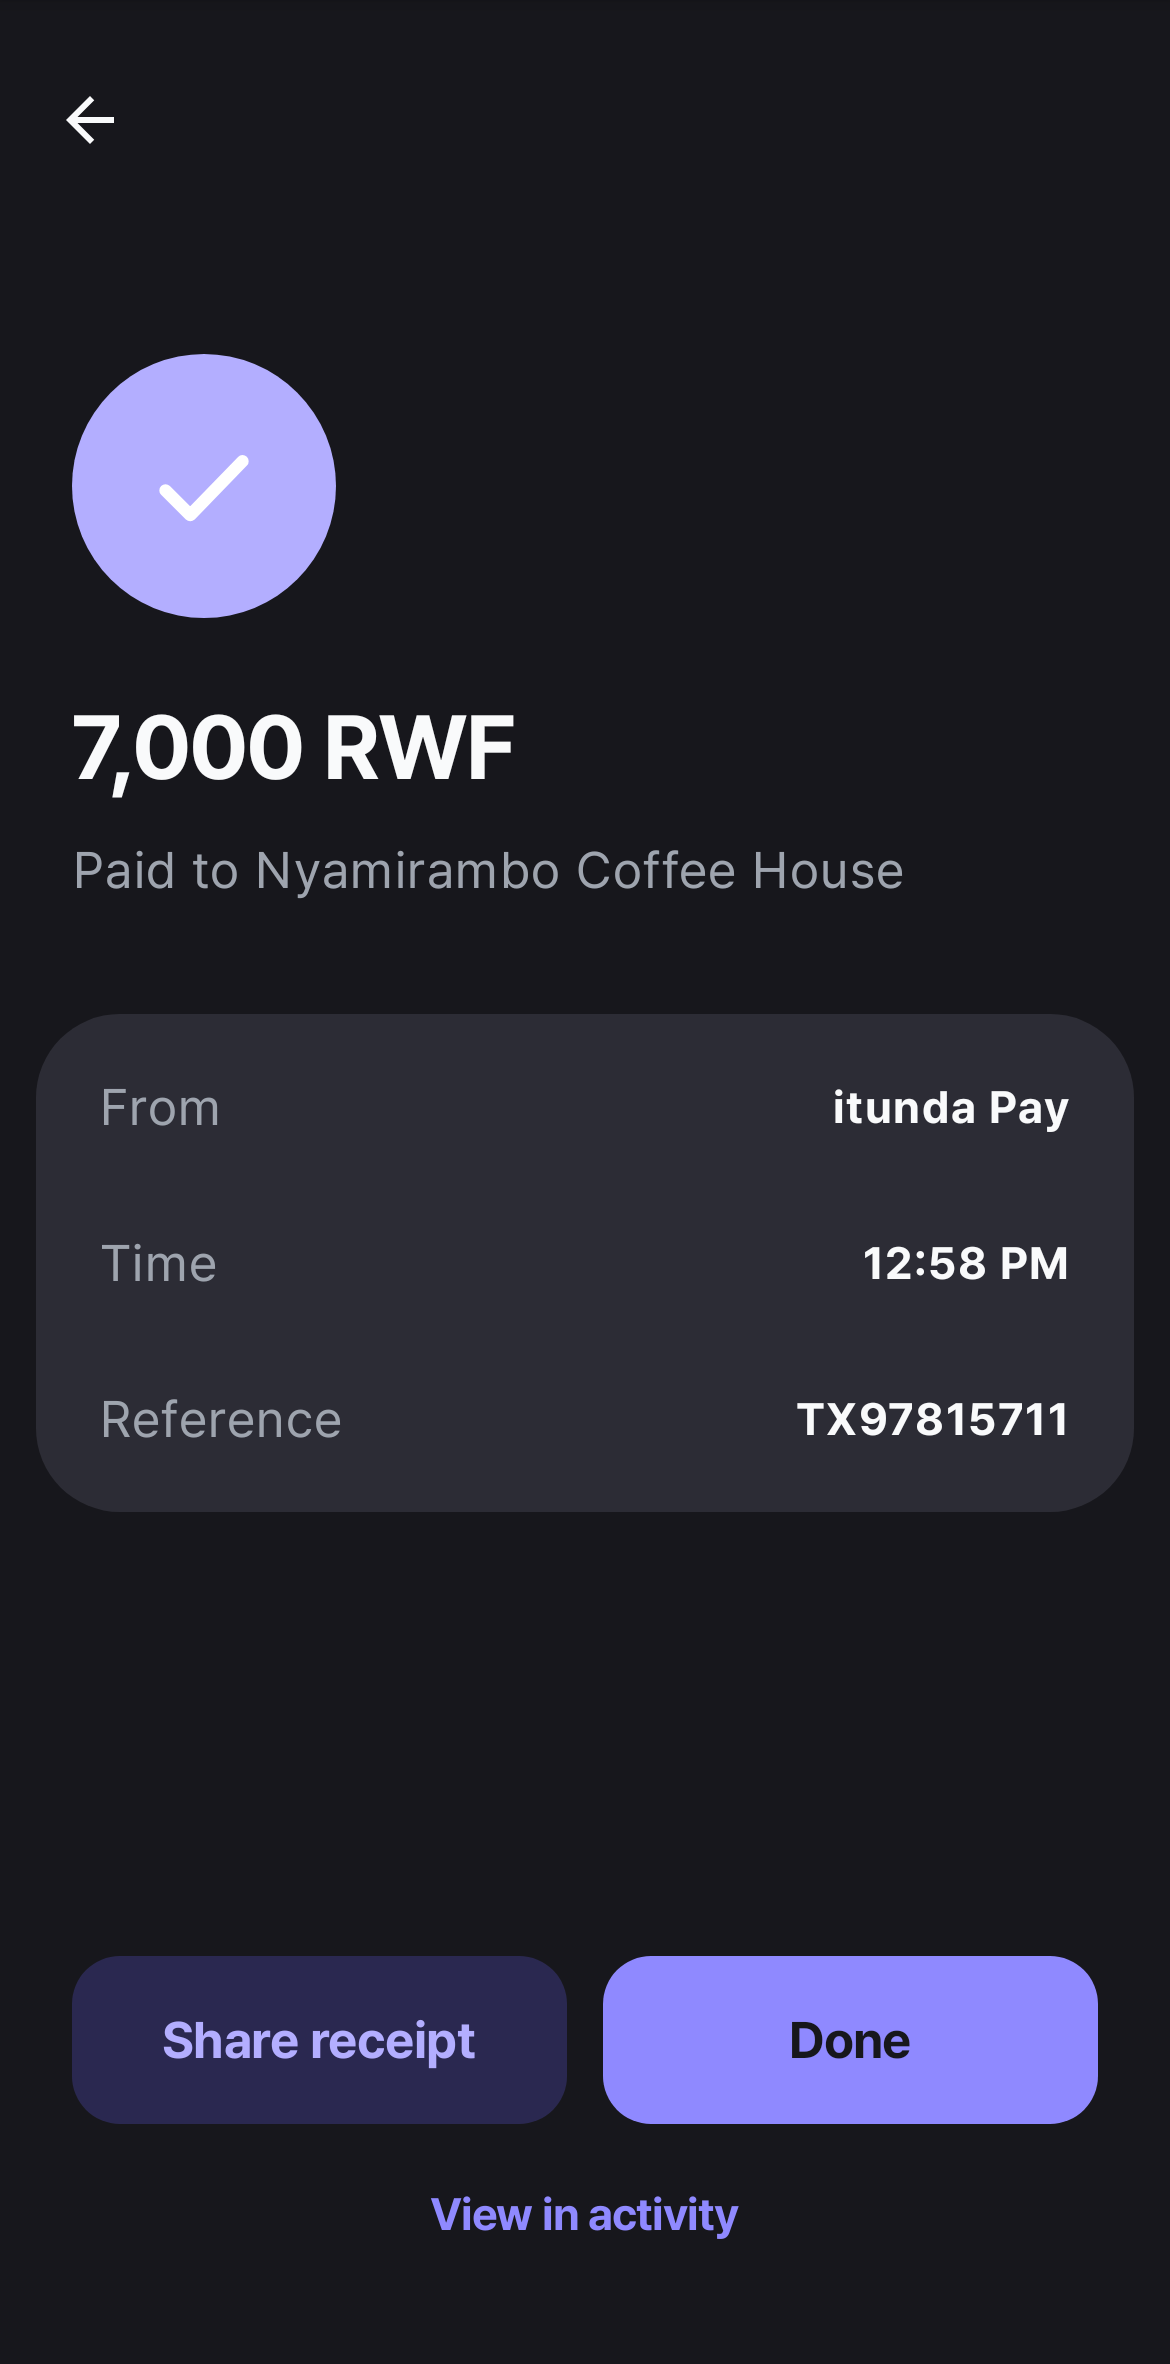 7,000 RWF
Paid to Nyamirambo Coffee House
From itunda Pay
Time 12:58 PM
Reference TX97815711
Share receipt Done
View in activity